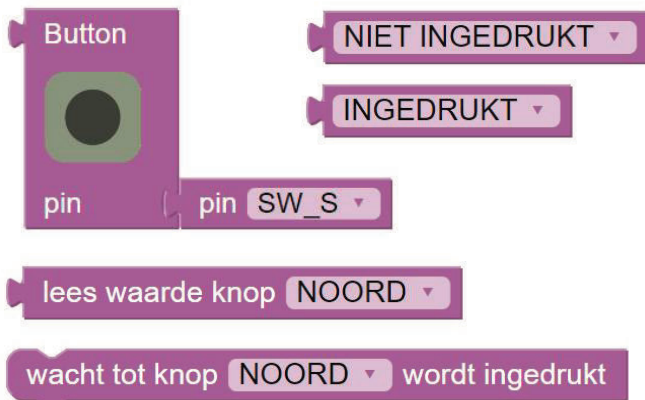 Button
NIET INGEDRUKT
INGEDRUKT
pin pin SW_S
lees waarde knop NOORD
wacht tot knop NOORD wordt ingedrukt